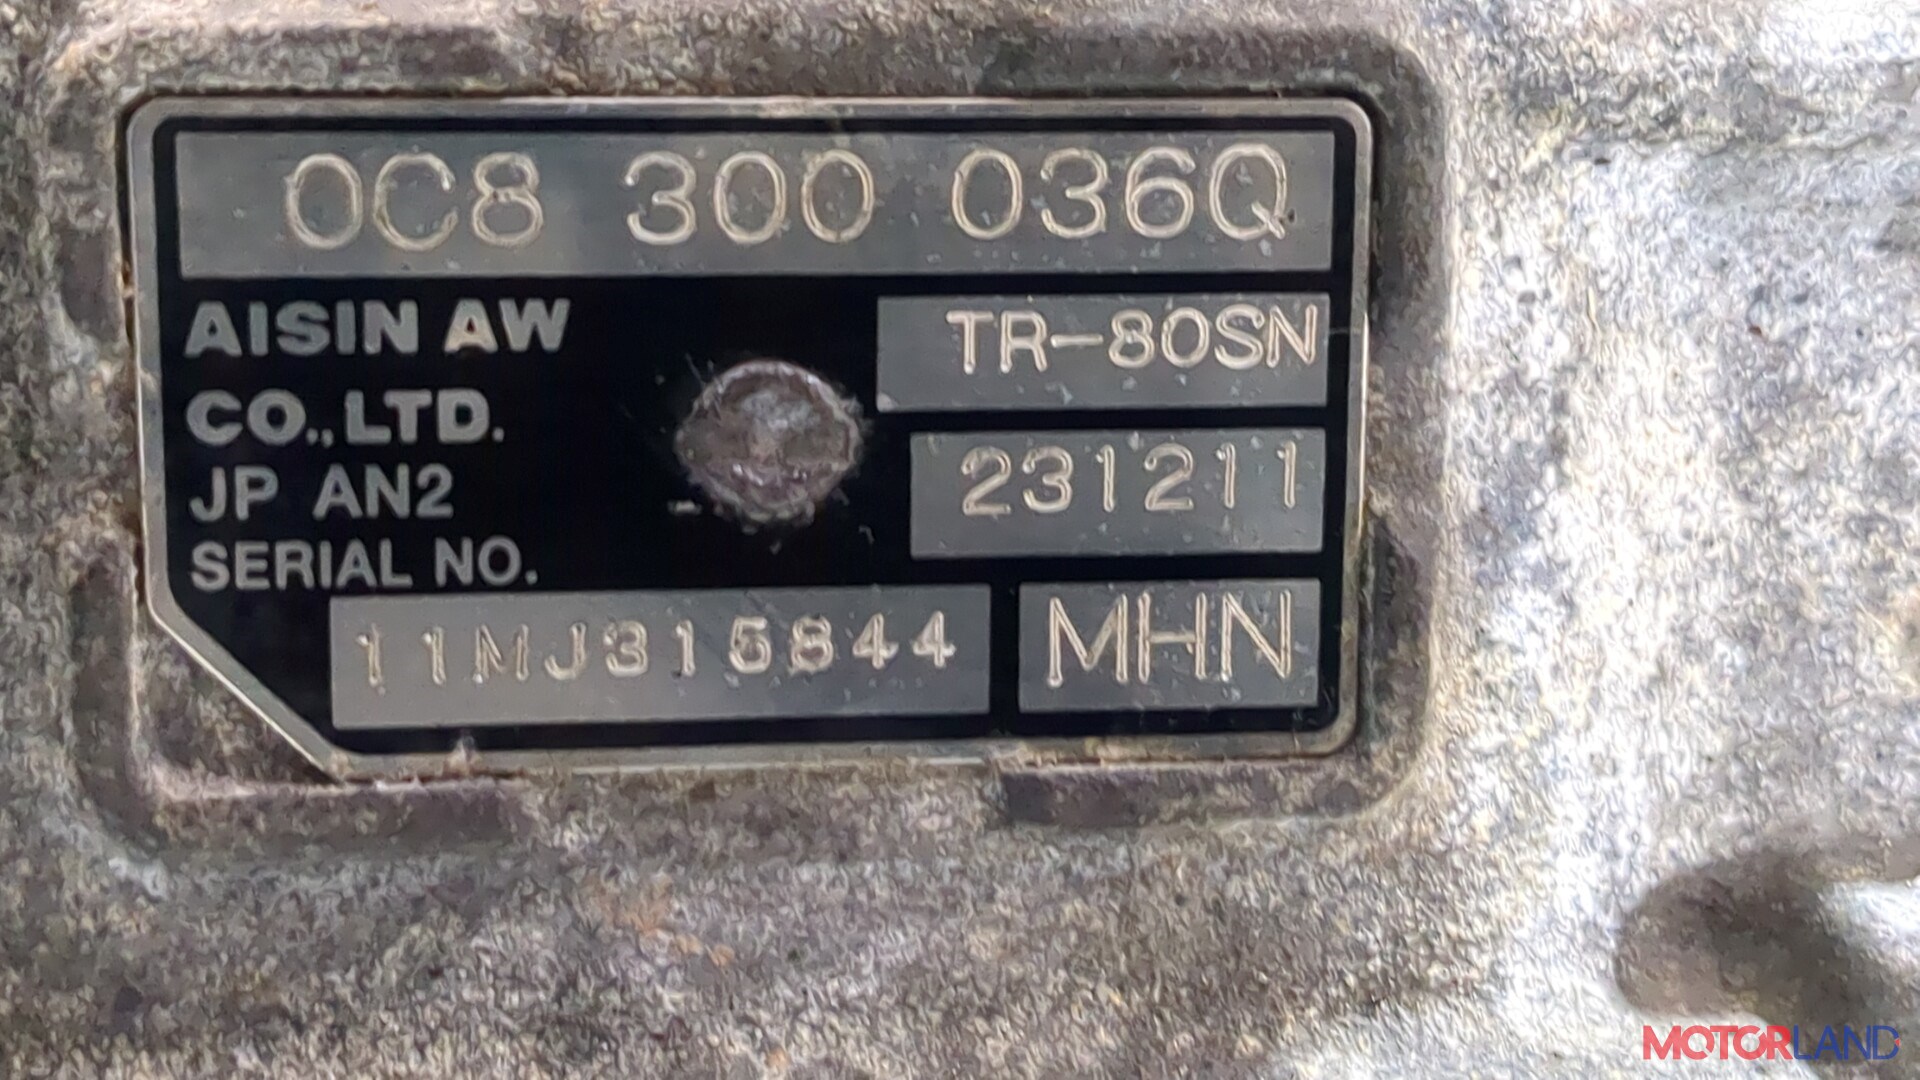 0C8 300 036Q
AISIN AW
CO., LTD.
JP AN2
SERIAL NO.
TR-80SN
231211
11MJ315844
MHN
MOTORLAND